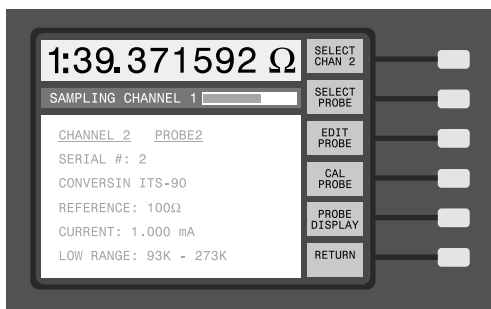 1:39.371592 Ω
SAMPLING CHANNEL 1
CHANNEL 2 PROBE2
SERIAL #: 2
CONVERSIN ITS-90
REFERENCE: 100Ω
CURRENT: 1.000 mA
LOW RANGE: 93K - 273K
SELECT
CHAN 2
SELECT
PROBE
EDIT
PROBE
CAL
PROBE
PROBE
DISPLAY
RETURN